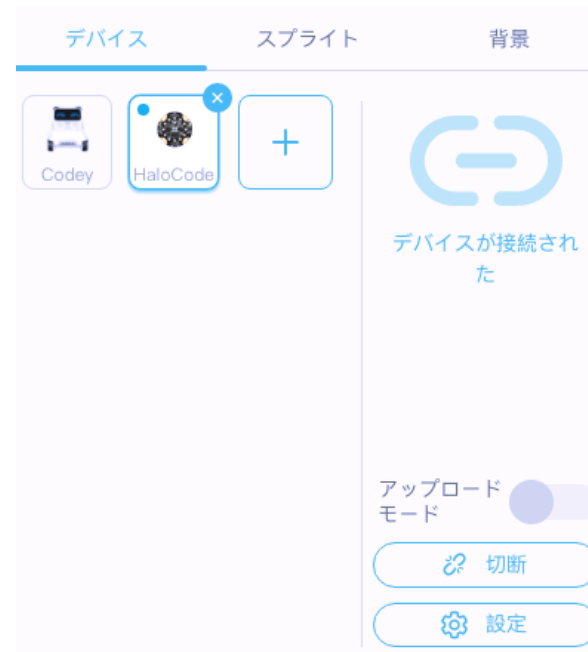 デバイス
スプライト
背景
Codey
HaloCode
デバイスが接続され
た
アップロード
モード
切断
設定